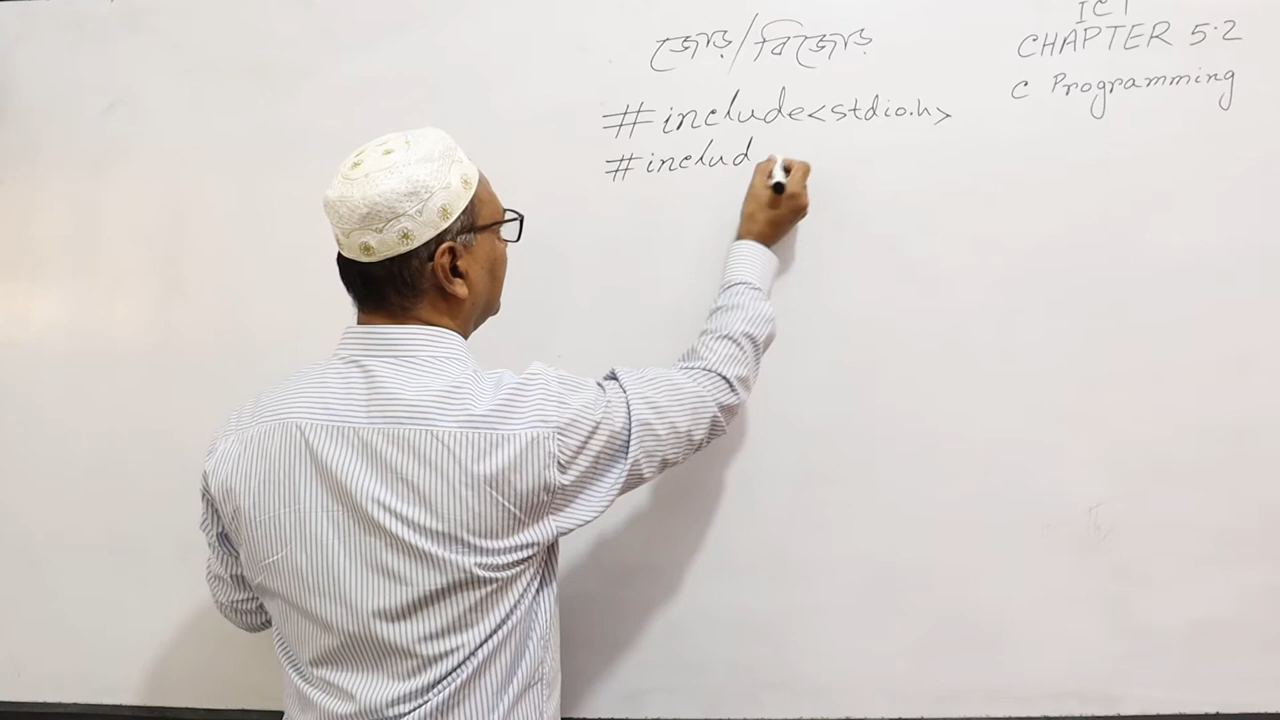 জোড়/বিজোড়
#include<stdio.h>
#includ
ICT
CHAPTER 5.2
C Programming